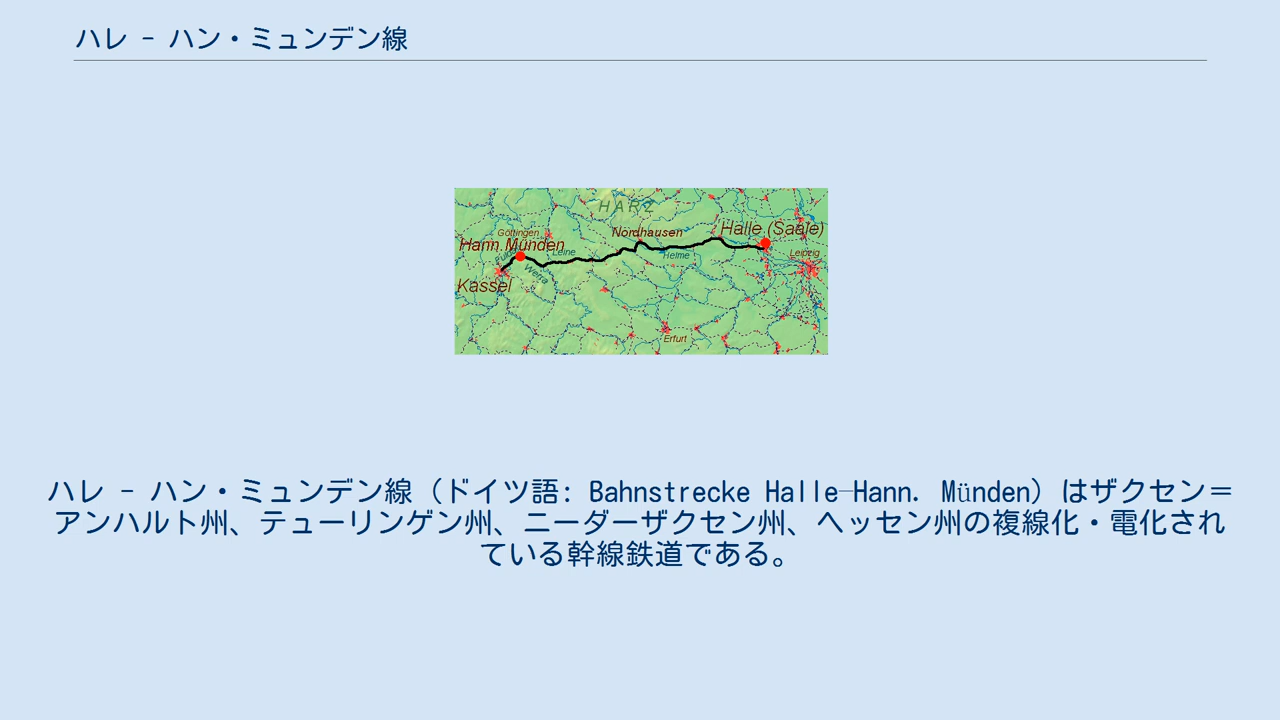 ハレ - ハン・ミュンデン線
HARZ
Göttingen
Nordhausen
Halle (Saale)
Hann. Münden
Leine
Helme
Leipzig
Kassel
Erfurt
ハレ - ハン・ミュンデン線（ドイツ語: Bahnstrecke Halle—Hann. Münden）はザクセン＝
アンハルト州、テューリンゲン州、ニーダーザクセン州、ヘッセン州の複線化・電化され
ている幹線鉄道である。